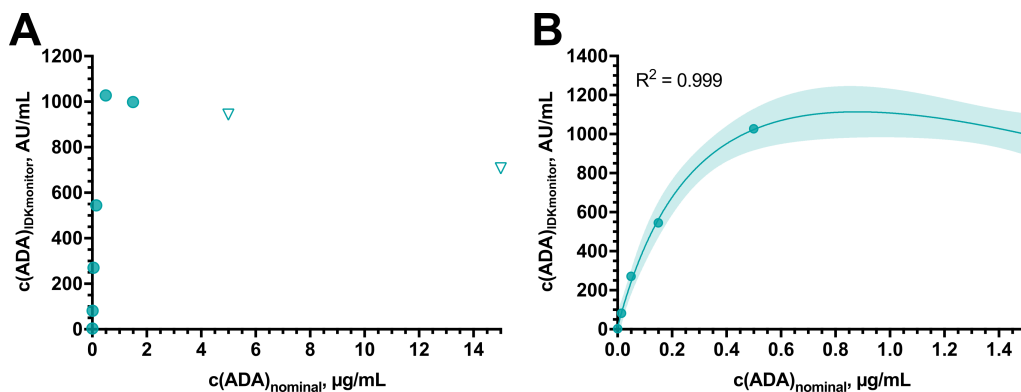 A
c(ADA)IDKmonitor, AU/mL
1200
1000
800
600
400
200
0
0 2 4 6 8 10 12 14
c(ADA)nominal, µg/mL
B
c(ADA)IDKmonitor, AU/mL
1400
1200
1000
800
600
400
200
0
R² = 0.999
0.0 0.2 0.4 0.6 0.8 1.0 1.2 1.4
c(ADA)nominal, µg/mL